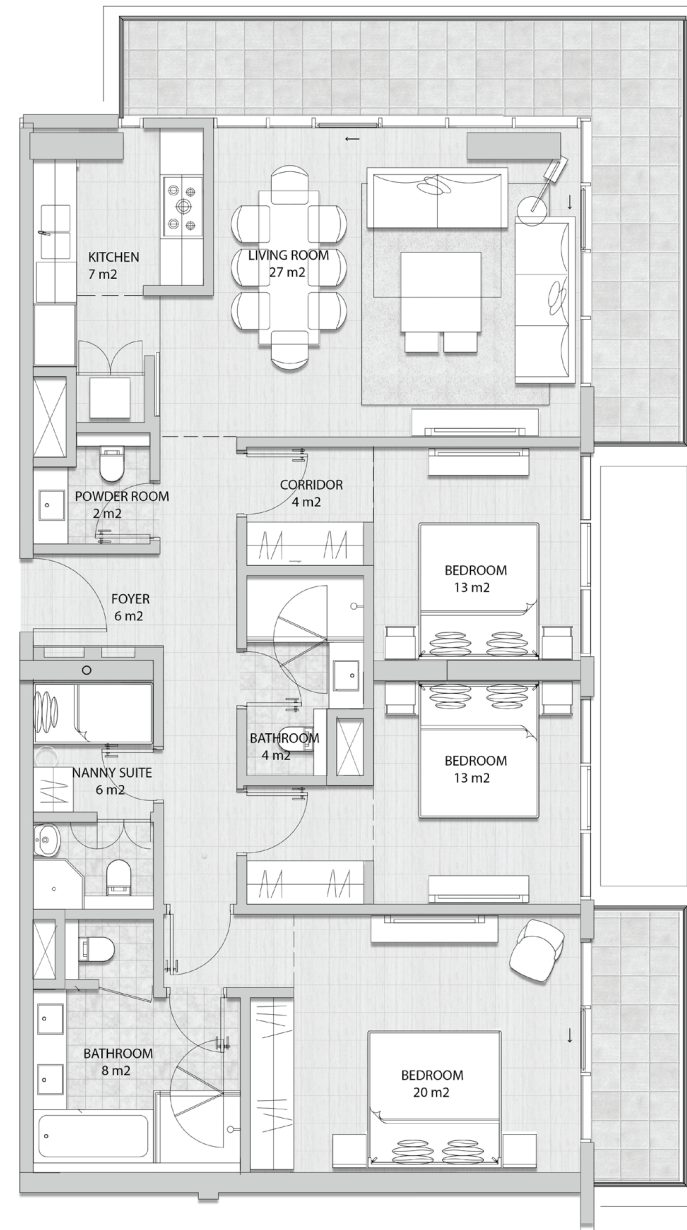 KITCHEN
7 m2
LIVING ROOM
27 m2
POWDER ROOM
2 m2
CORRIDOR
4 m2
BEDROOM
13 m2
FOYER
6 m2
BATHROOM
4 m2
BEDROOM
13 m2
NANNY SUITE
6 m2
BATHROOM
8 m2
BEDROOM
20 m2